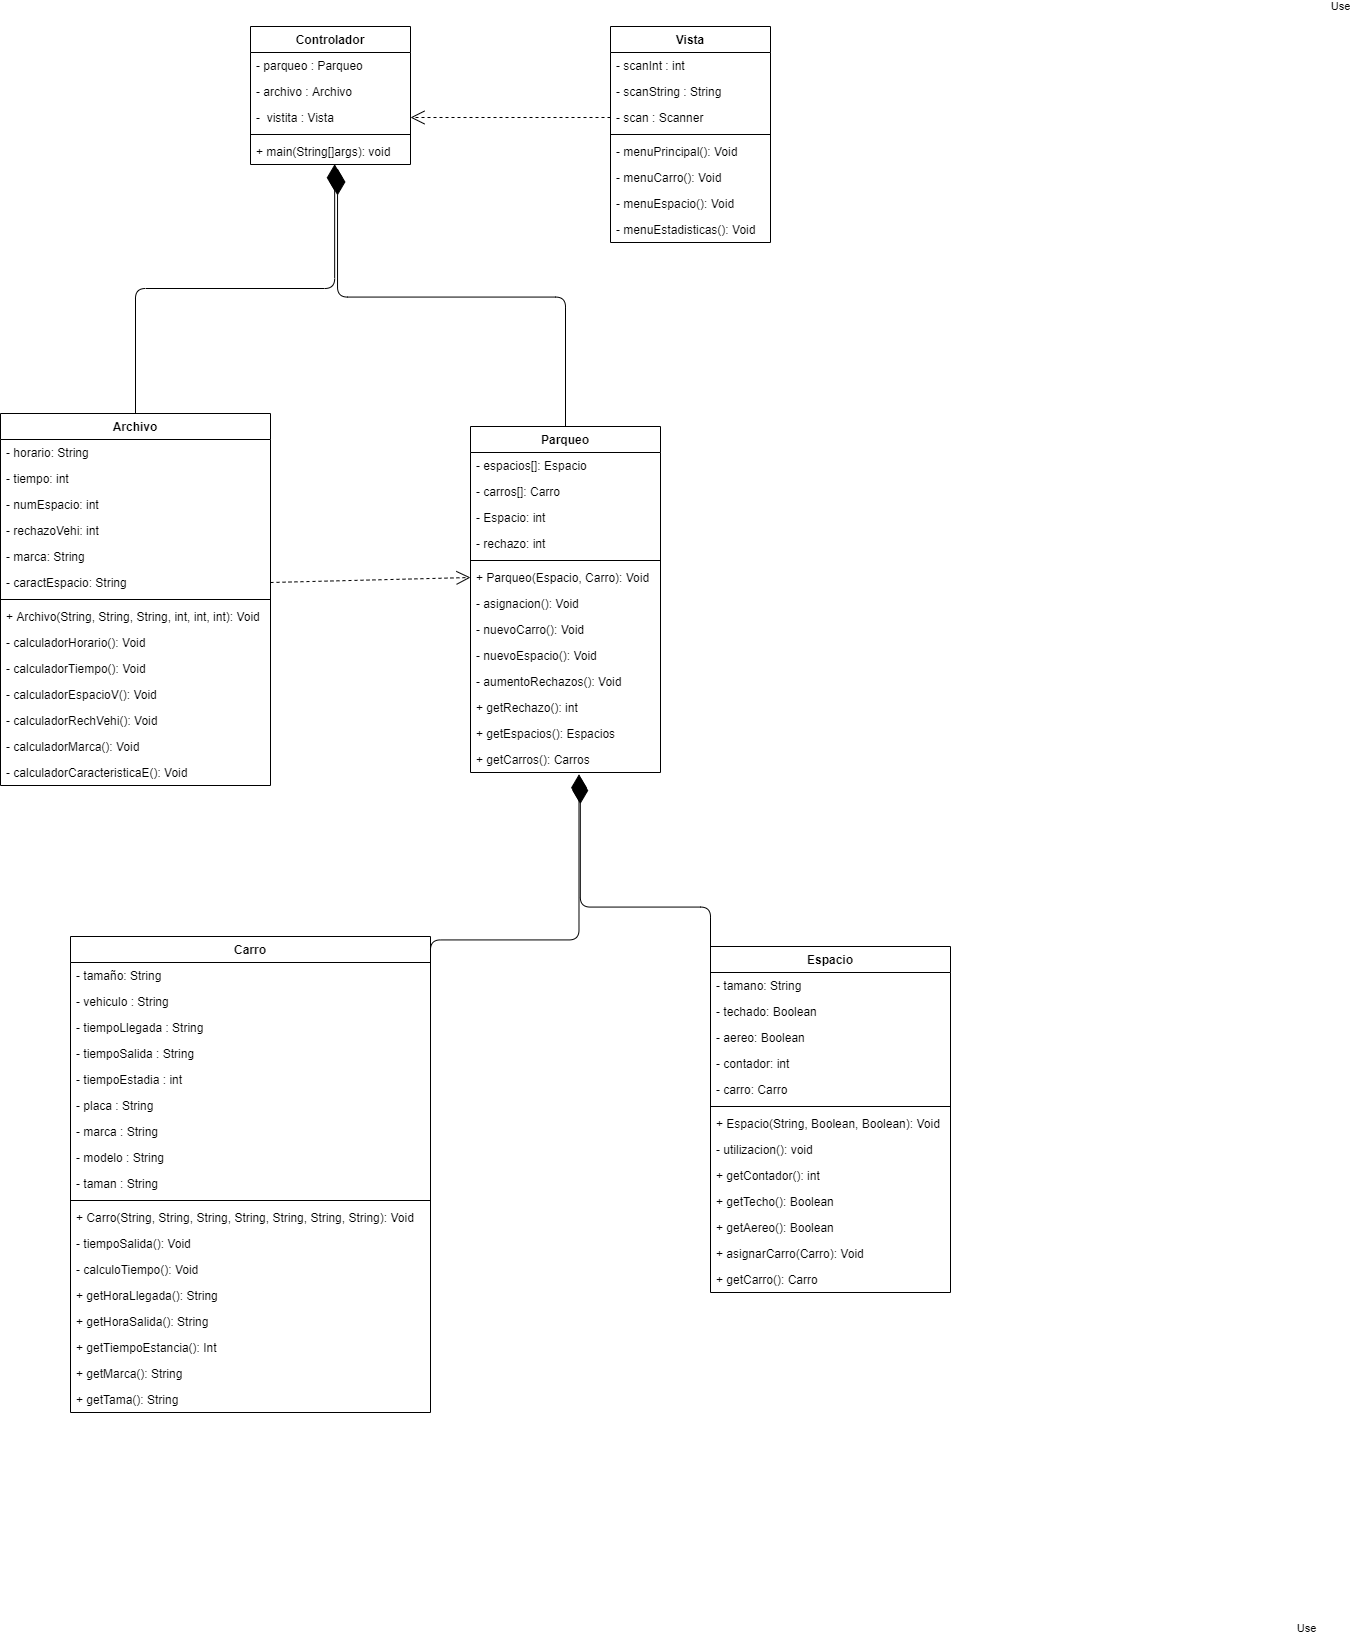 Use
Controlador
- parqueo : Parqueo
- archivo : Archivo
-  vistita : Vista
+ main(String[]args): void
Vista
- scanInt : int
- scanString : String
- scan : Scanner
- menuPrincipal(): Void
- menuCarro(): Void
- menuEspacio(): Void
- menuEstadisticas(): Void
Archivo
- horario: String
- tiempo: int
- numEspacio: int
- rechazoVehi: int
- marca: String
- caractEspacio: String
+ Archivo(String, String, String, int, int, int): Void
- calculadorHorario(): Void
- calculadorTiempo(): Void
- calculadorEspacioV(): Void
- calculadorRechVehi(): Void
- calculadorMarca(): Void
- calculadorCaracteristicaE(): Void
Parqueo
- espacios[]: Espacio
- carros[]: Carro
- Espacio: int
- rechazo: int
+ Parqueo(Espacio, Carro): Void
- asignacion(): Void
- nuevoCarro(): Void
- nuevoEspacio(): Void
- aumentoRechazos(): Void
+ getRechazo(): int
+ getEspacios(): Espacios
+ getCarros(): Carros
Carro
- tamaño: String
- vehiculo : String
- tiempoLlegada : String
- tiempoSalida : String
- tiempoEstadia : int
- placa : String
- marca : String
- modelo : String
- taman : String
+ Carro(String, String, String, String, String, String, String): Void
- tiempoSalida(): Void
- calculoTiempo(): Void
+ getHoraLlegada(): String
+ getHoraSalida(): String
+ getTiempoEstancia(): Int
+ getMarca(): String
+ getTama(): String
Espacio
- tamano: String
- techado: Boolean
- aereo: Boolean
- contador: int
- carro: Carro
+ Espacio(String, Boolean, Boolean): Void
- utilizacion(): void
+ getContador(): int
+ getTecho(): Boolean
+ getAereo(): Boolean
+ asignarCarro(Carro): Void
+ getCarro(): Carro
Use